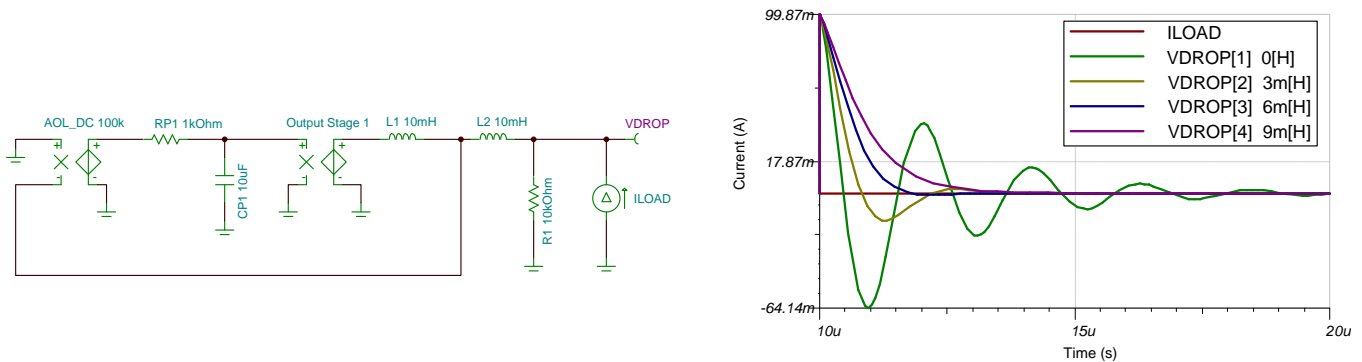 AOL_DC 100k
RP1 1kOhm
CP1 10uF
Output Stage 1
L1 10mH
L2 10mH
VDROP
R1 10kOhm
ILOAD
+ + + +
- - - -
99.87m
17.87m
-64.14m
Current (A)
10u
15u
20u
Time (s)
ILOAD
VDROP[1] 0[H]
VDROP[2] 3m[H]
VDROP[3] 6m[H]
VDROP[4] 9m[H]